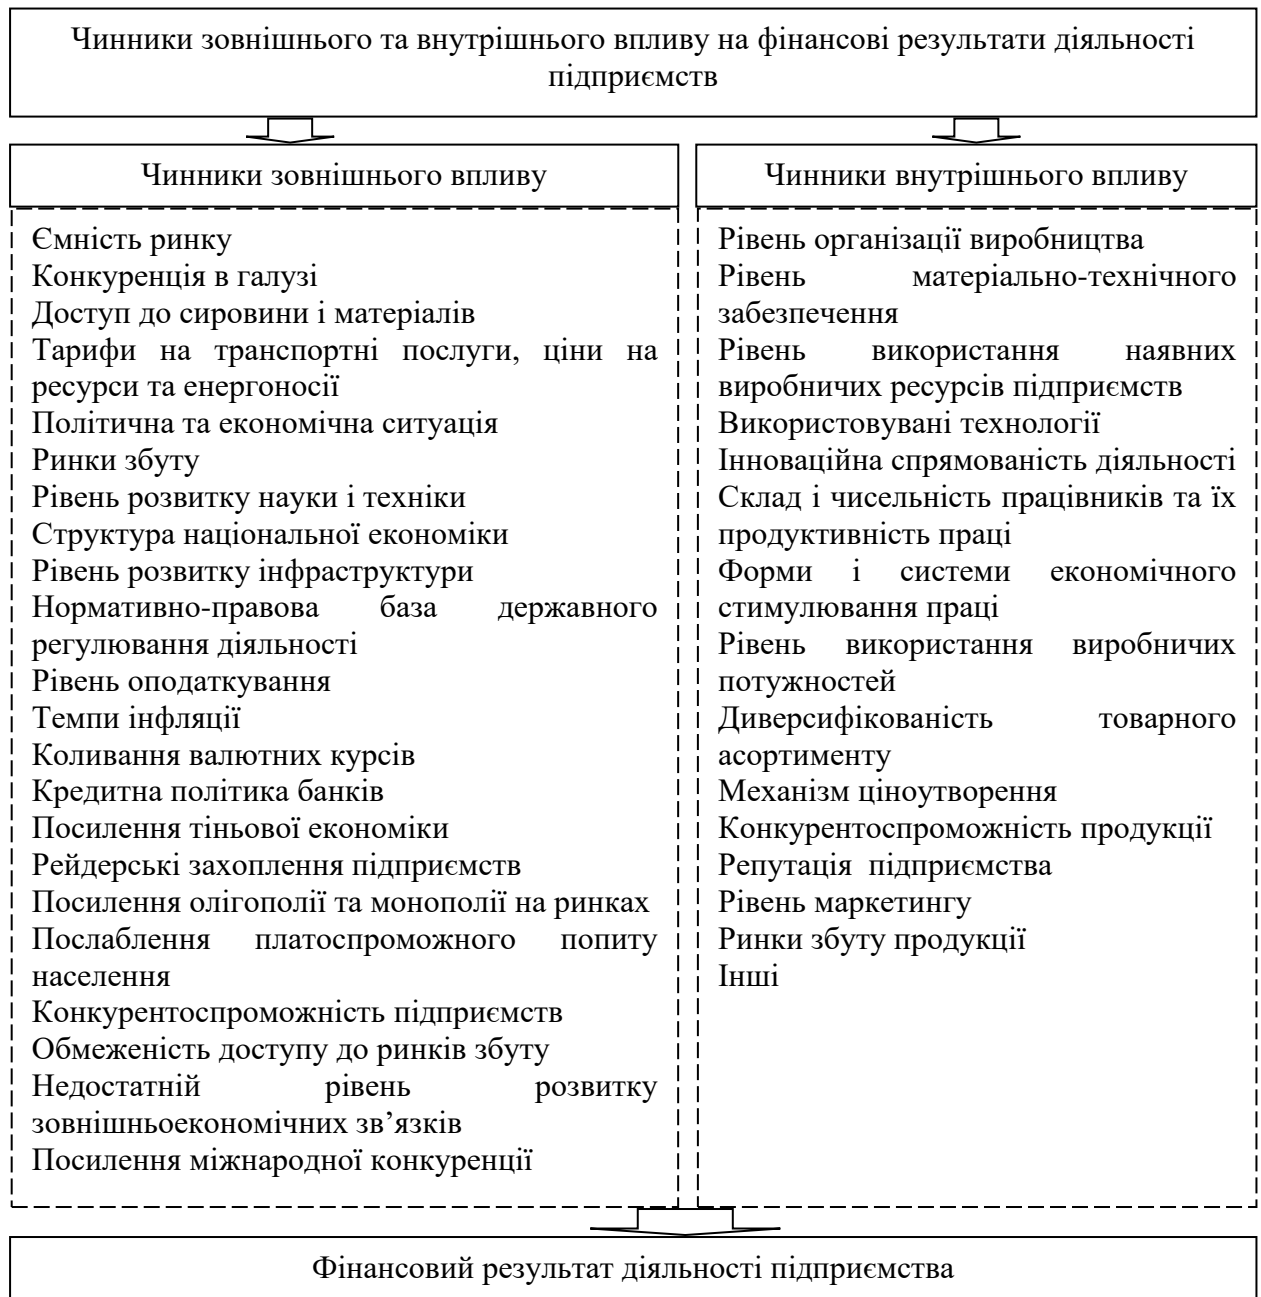 Чинники зовнішнього та внутрішнього впливу на фінансові результати діяльності
підприємств
Чинники зовнішнього впливу
Ємність ринку
Конкуренція в галузі
Доступ до сировини і матеріалів
Тарифи на транспортні послуги, ціни на
ресурси та енергоносії
Політична та економічна ситуація
Ринки збуту
Рівень розвитку науки і техніки
Структура національної економіки
Рівень розвитку інфраструктури
Нормативно-правова база державного
регулювання діяльності
Рівень оподаткування
Темпи інфляції
Коливання валютних курсів
Кредитна політика банків
Посилення тіньової економіки
Рейдерські захоплення підприємств
Посилення олігополії та монополії на ринках
Послаблення платоспроможного попиту
населення
Конкурентоспроможність підприємств
Обмеженість доступу до ринків збуту
Недостатній рівень розвитку
зовнішньоекономічних зв’язків
Посилення міжнародної конкуренції
Чинники внутрішнього впливу
Рівень організації виробництва
Рівень матеріально-технічного
забезпечення
Рівень використання наявних
виробничих ресурсів підприємств
Використовувані технології
Інноваційна спрямованість діяльності
Склад і чисельність працівників та їх
продуктивність праці
Форми і системи економічного
стимулювання праці
Рівень використання виробничих
потужностей
Диверсифікованість товарного
асортименту
Механізм ціноутворення
Конкурентоспроможність продукції
Репутація підприємства
Рівень маркетингу
Ринки збуту продукції
Інші
Фінансовий результат діяльності підприємства